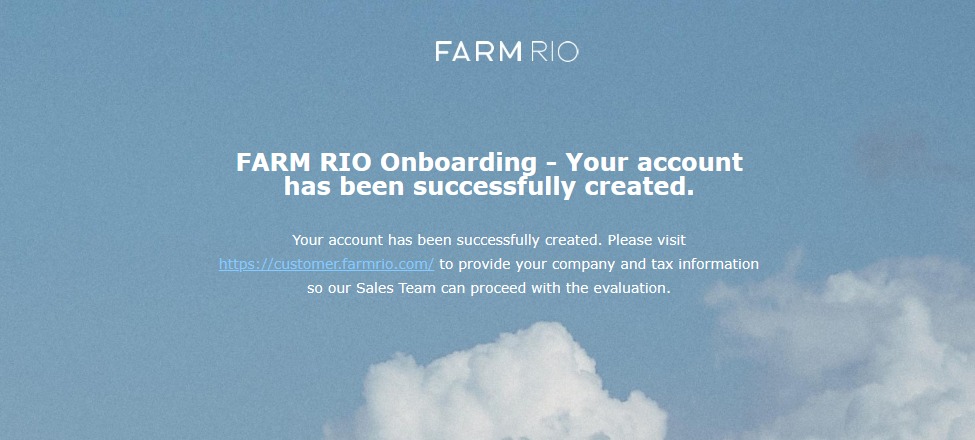 FARM RIO
FARM RIO Onboarding - Your account
has been successfully created.
Your account has been successfully created. Please visit
https://customer.farmrio.com/ to provide your company and tax information
so our Sales Team can proceed with the evaluation.